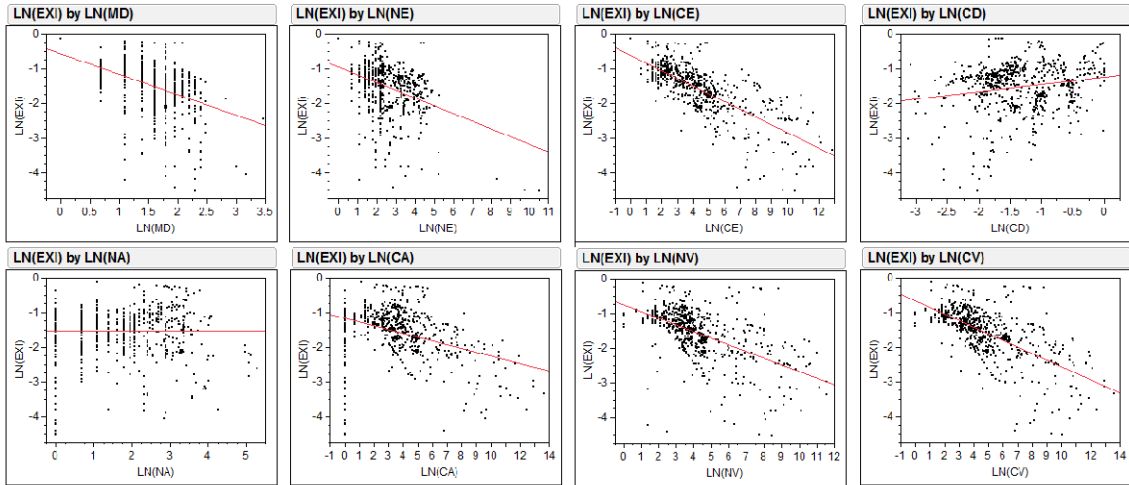 LN(EXI) by LN(MD)
LN(EXI) by LN(NE)
LN(EXI) by LN(CE)
LN(EXI) by LN(CD)
0
-1
-2
-3
-4
LN(EXI)
0 0.5 1 1.5 2 2.5 3 3.5
LN(MD)
0
-1
-2
-3
-4
LN(EXI)
0 1 2 3 4 5 6 7 8 9 10 11
LN(NE)
0
-1
-2
-3
-4
LN(EXI)
-1 0 1 2 3 4 5 6 7 8 9 10 12
LN(CE)
0
-1
-2
-3
-4
LN(EXI)
-3 -2.5 -2 -1.5 -1 -0.5 0
LN(CD)
LN(EXI) by LN(NA)
LN(EXI) by LN(CA)
LN(EXI) by LN(NV)
LN(EXI) by LN(CV)
0
-1
-2
-3
-4
LN(EXI)
0 1 2 3 4 5
LN(NA)
0
-1
-2
-3
-4
LN(EXI)
-1 0 1 2 3 4 5 6 7 8 9 10 12 14
LN(CA)
0
-1
-2
-3
-4
LN(EXI)
0 1 2 3 4 5 6 7 8 9 10 11 12
LN(NV)
0
-1
-2
-3
-4
LN(EXI)
-1 0 1 2 3 4 5 6 7 8 9 10 12 14
LN(CV)